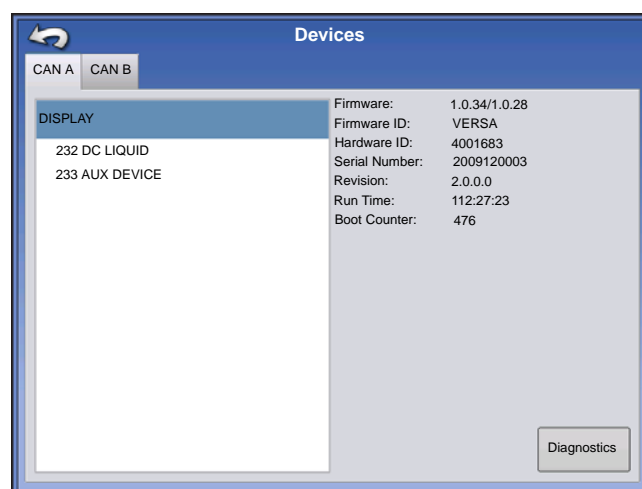 Devices
CAN A CAN B
DISPLAY
232 DC LIQUID
233 AUX DEVICE
Firmware: 1.0.34/1.0.28
Firmware ID: VERSA
Hardware ID: 4001683
Serial Number: 2009120003
Revision: 2.0.0.0
Run Time: 112:27:23
Boot Counter: 476
Diagnostics